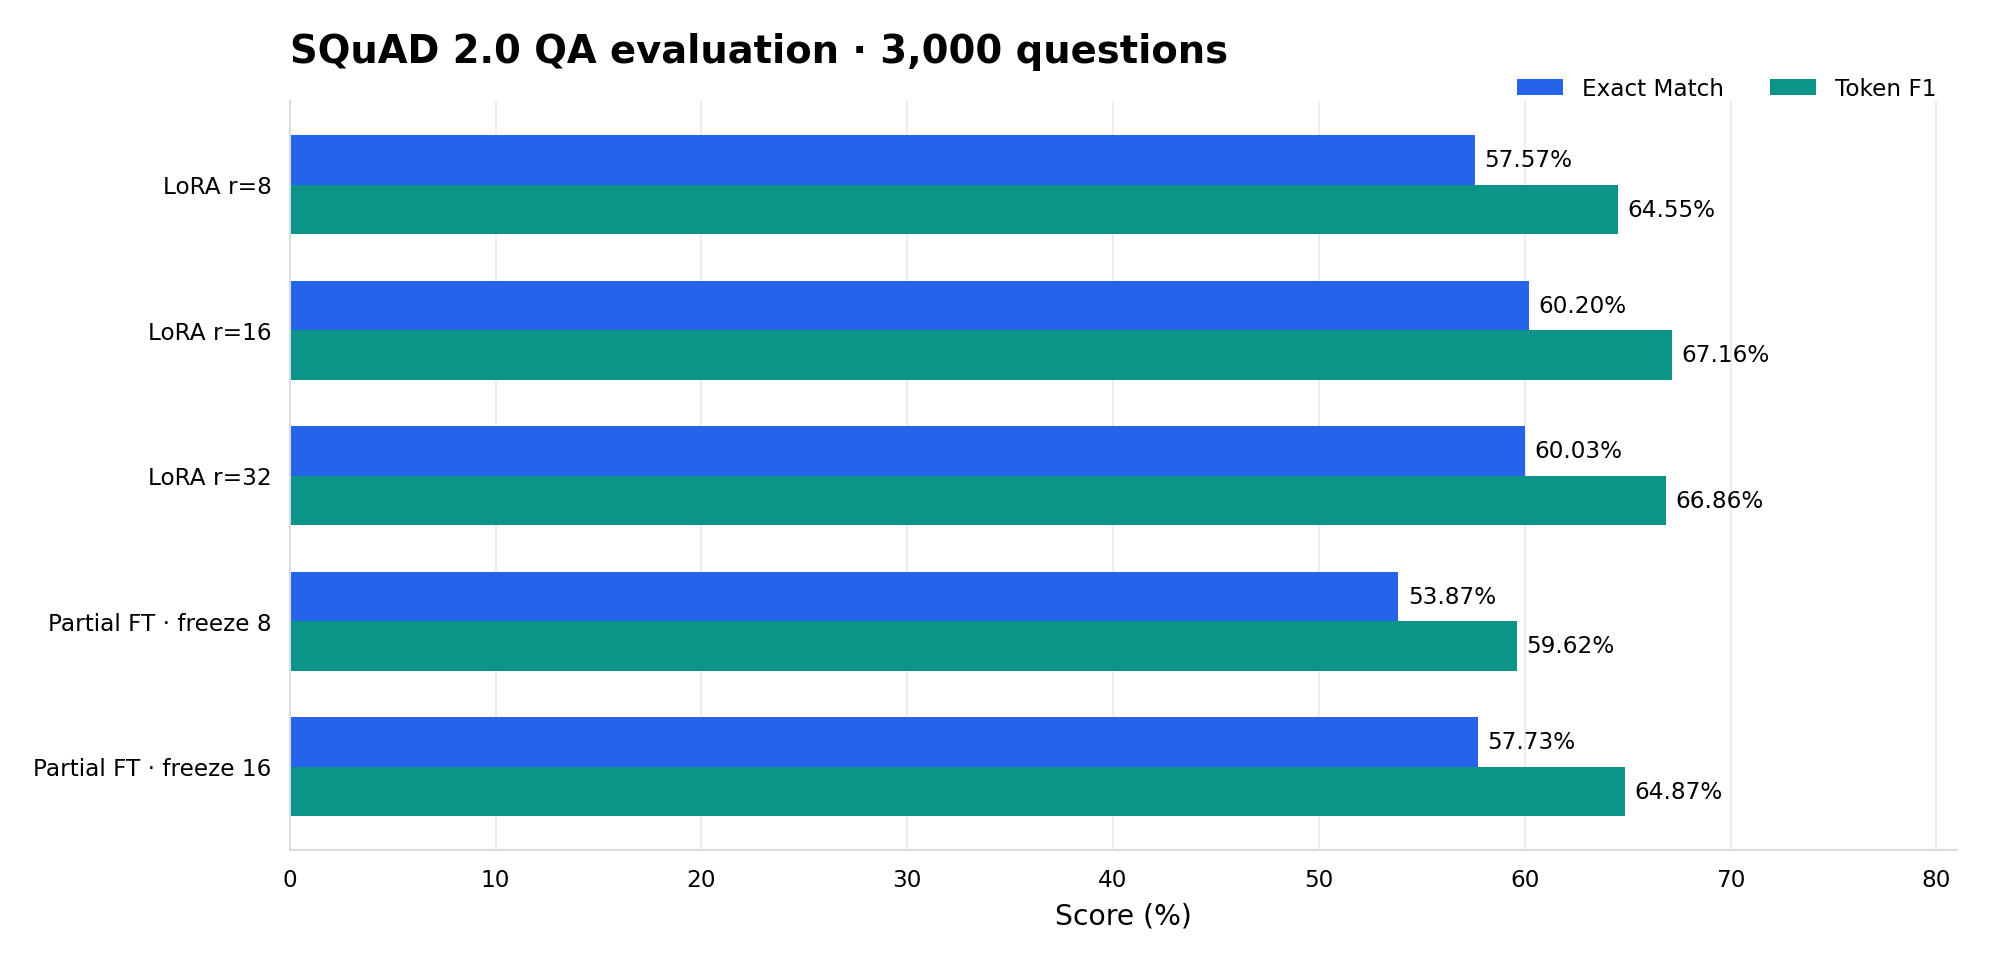 SQuAD 2.0 QA evaluation · 3,000 questions
Exact Match
Token F1
LoRA r=8
57.57%
64.55%
LoRA r=16
60.20%
67.16%
LoRA r=32
60.03%
66.86%
Partial FT · freeze 8
53.87%
59.62%
Partial FT · freeze 16
57.73%
64.87%
0 10 20 30 40 50 60 70 80
Score (%)